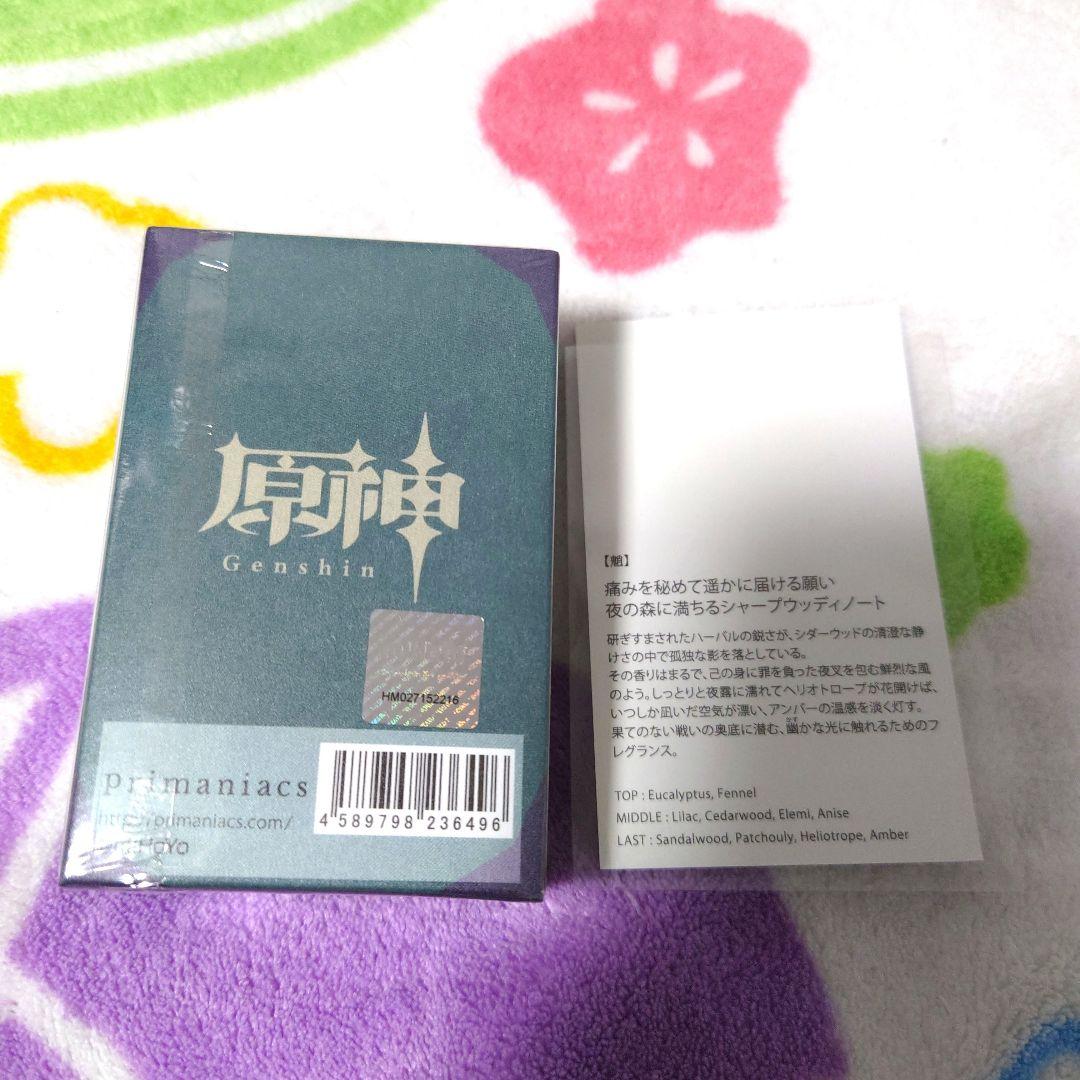 原神
Genshin
HM027152216
primaniacs
http://primaniacs.com/
HoYo
4 589798 236496
【魈】
痛みを秘めて遥かに届ける願い
夜の森に満ちるシャープウッディノート
研ぎすまされたハーバルの鋭さが、シダーウッドの清澄な静
けさの中で孤独な影を落としている。
その香りはまるで、己の身に罪を負った夜叉を包む鮮烈な風
のよう。しっとりと夜露に濡れてヘリオトロープが花開けば、
いつしか凪いだ空気が漂い、アンバーの温感を淡く灯す。
果てのない戦いの奥底に潜む、幽かな光に触れるためのフ
レグランス。
TOP : Eucalyptus, Fennel
MIDDLE : Lilac, Cedarwood, Elemi, Anise
LAST : Sandalwood, Patchouly, Heliotrope, Amber